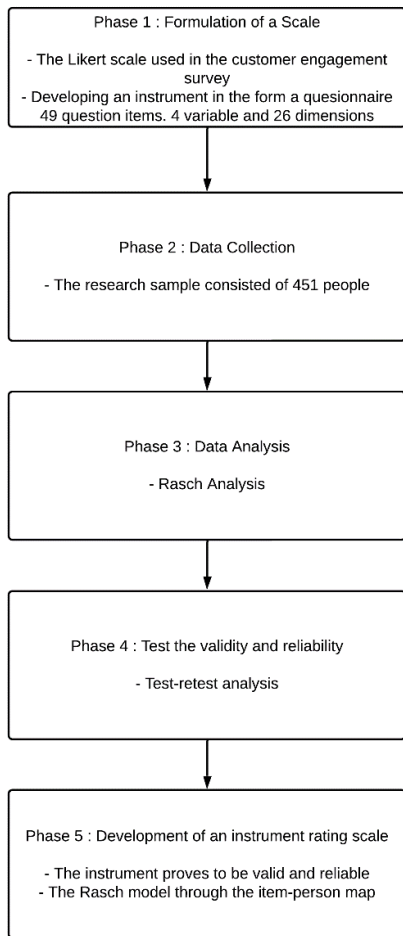 Phase 1 : Formulation of a Scale
- The Likert scale used in the customer engagement
survey
- Developing an instrument in the form a quesionnaire
49 question items. 4 variable and 26 dimensions
Phase 2 : Data Collection
- The research sample consisted of 451 people
Phase 3 : Data Analysis
- Rasch Analysis
Phase 4 : Test the validity and reliability
- Test-retest analysis
Phase 5 : Development of an instrument rating scale
- The instrument proves to be valid and reliable
- The Rasch model through the item-person map